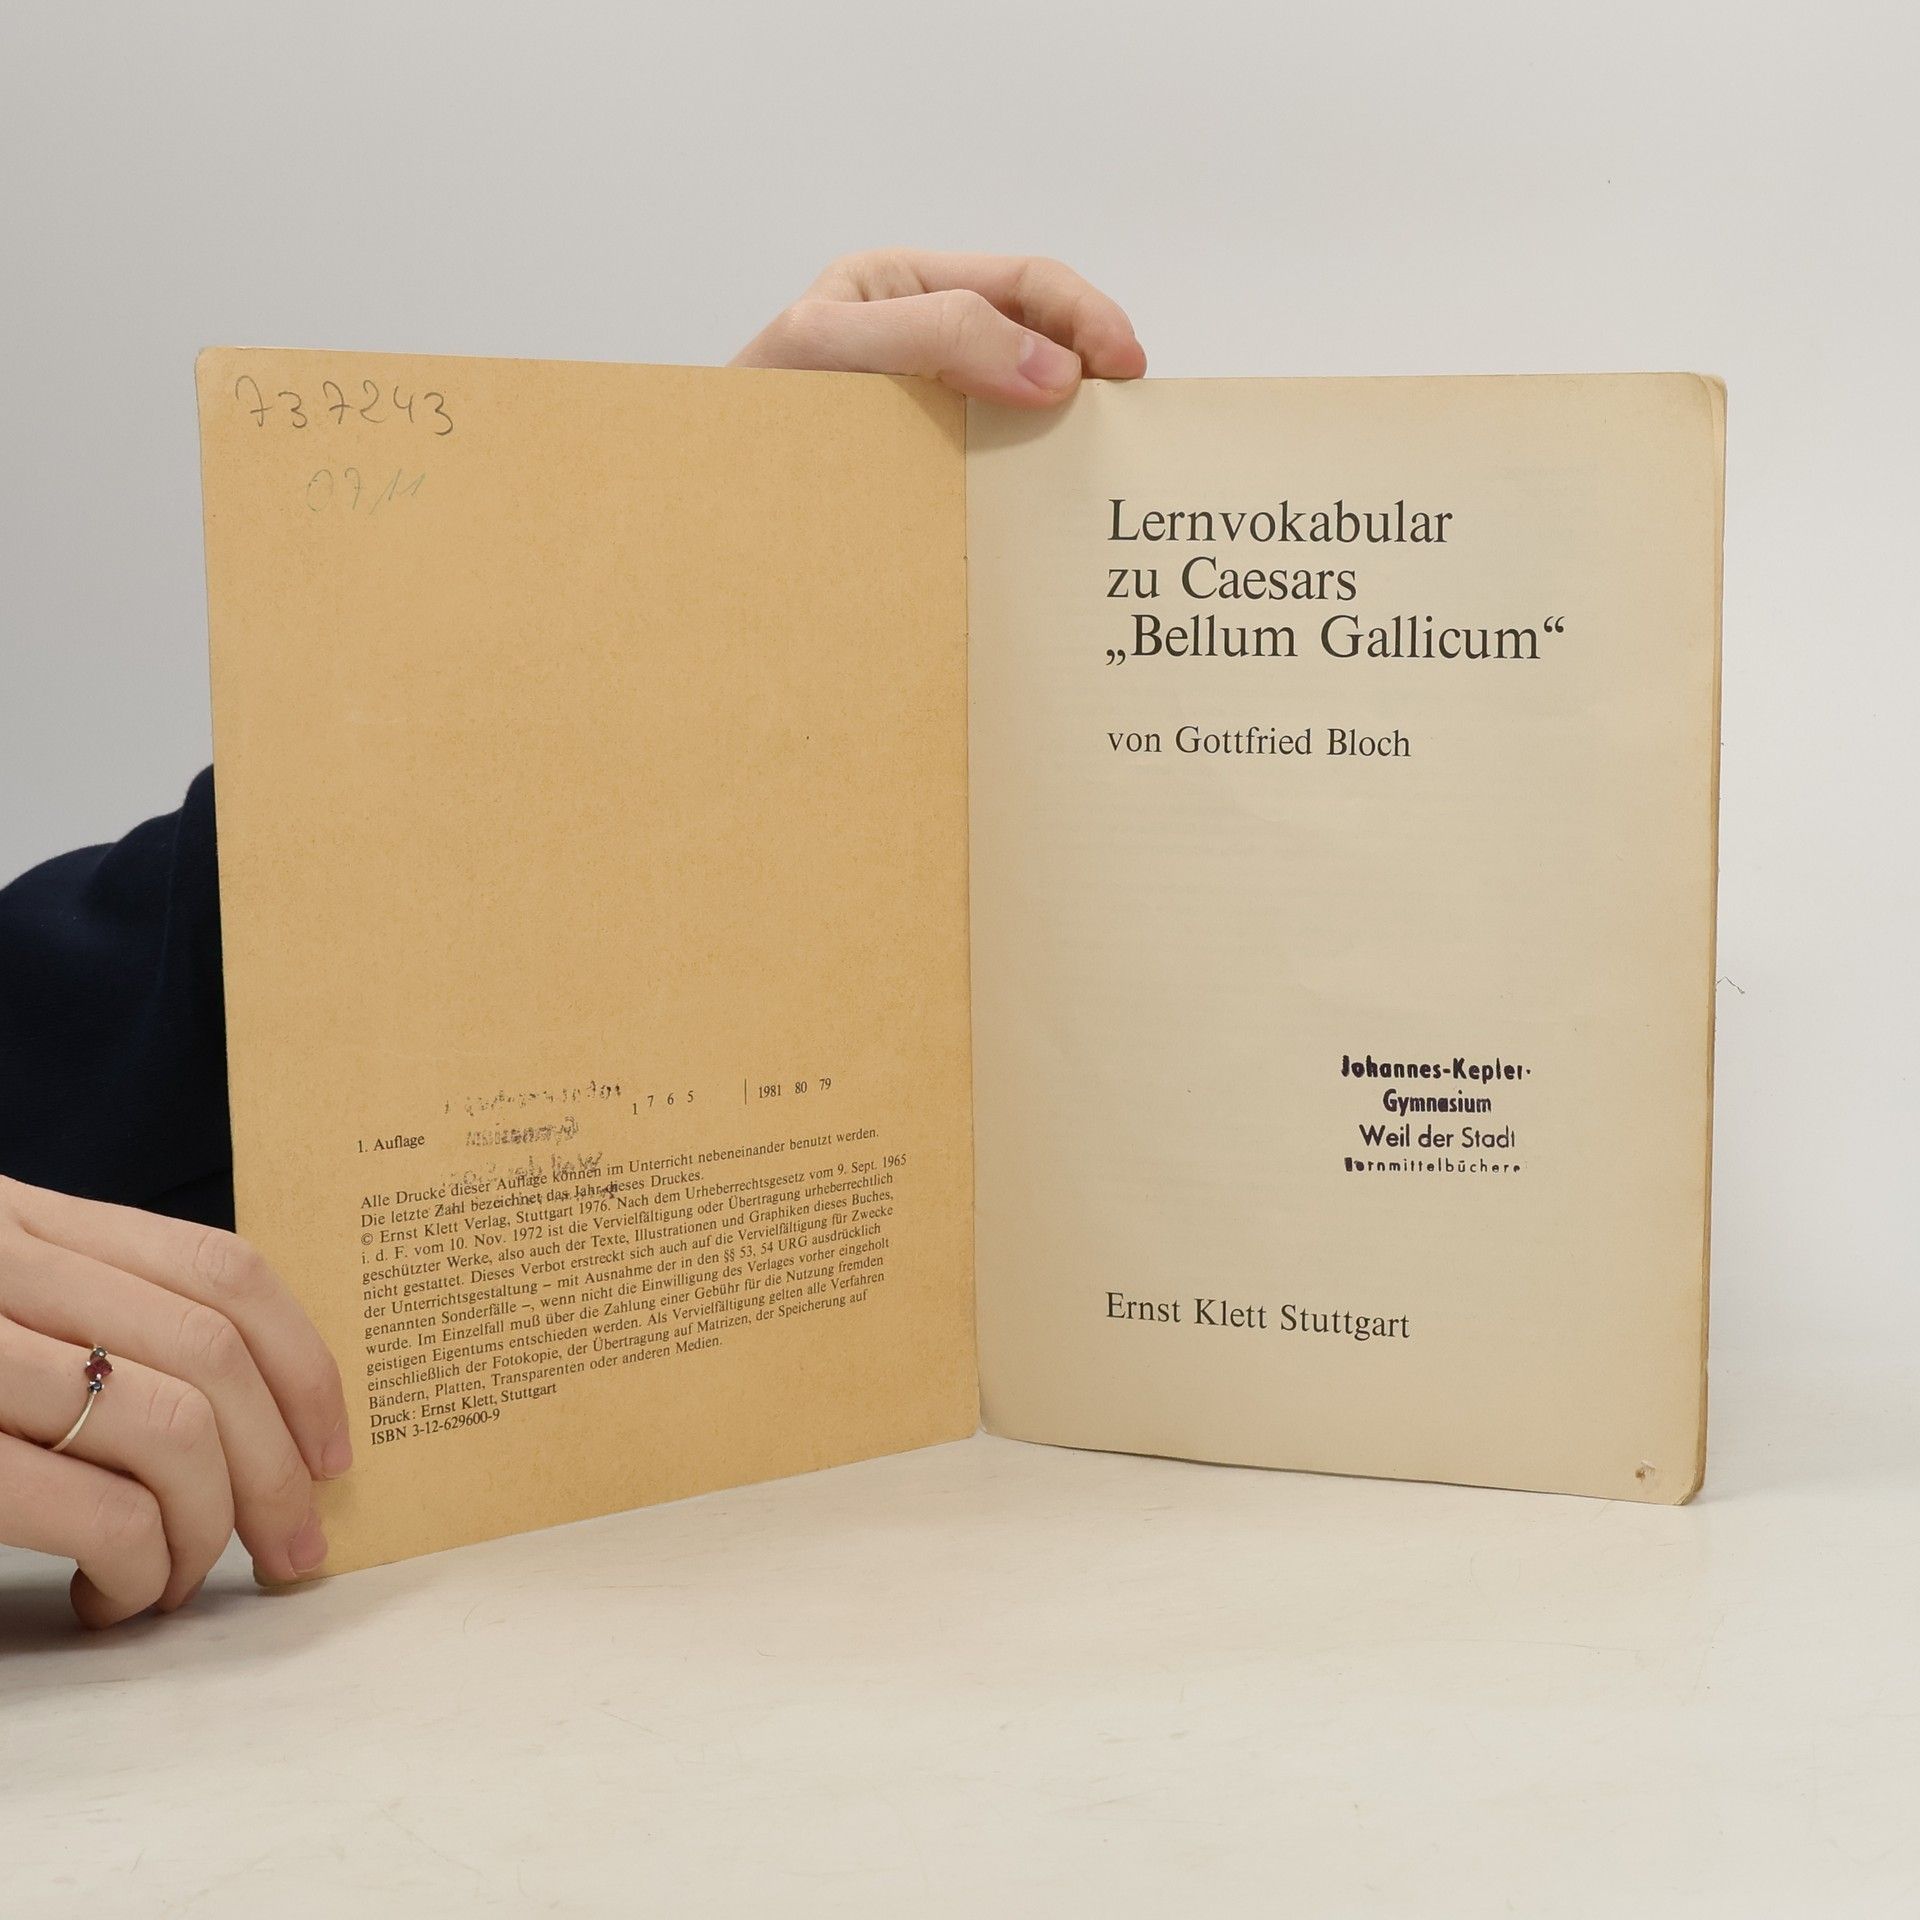 737243
07/11
1. Auflage 1 7 6 5 | 1981 80 79
Alle Drucke dieser Auflage können im Unterricht nebeneinander benutzt werden.
Die letzte Zahl bezeichnet das Jahr dieses Druckes.
© Ernst Klett Verlag, Stuttgart 1976. Nach dem Urheberrechtsgesetz vom 9. Sept. 1965
i. d. F. vom 10. Nov. 1972 ist die Vervielfältigung oder Übertragung urheberrechtlich
geschützter Werke, also auch der Texte, Illustrationen und Graphiken dieses Buches,
nicht gestattet. Dieses Verbot erstreckt sich auch auf die Vervielfältigung für Zwecke
der Unterrichtsgestaltung – mit Ausnahme der in den §§ 53, 54 URG ausdrücklich
genannten Sonderfälle –, wenn nicht die Einwilligung des Verlages vorher eingeholt
wurde. Im Einzelfall muß über die Zahlung einer Gebühr für die Nutzung fremden
geistigen Eigentums entschieden werden. Als Vervielfältigung gelten alle Verfahren
einschließlich der Fotokopie, der Übertragung auf Matrizen, der Speicherung auf
Bändern, Platten, Transparenten oder anderen Medien.
Druck: Ernst Klett, Stuttgart
ISBN 3-12-629600-9
Lernvokabular
zu Caesars
„Bellum Gallicum“
von Gottfried Bloch
Johannes-Kepler-
Gymnasium
Weil der Stadt
Lernmittelbücherei
Ernst Klett Stuttgart